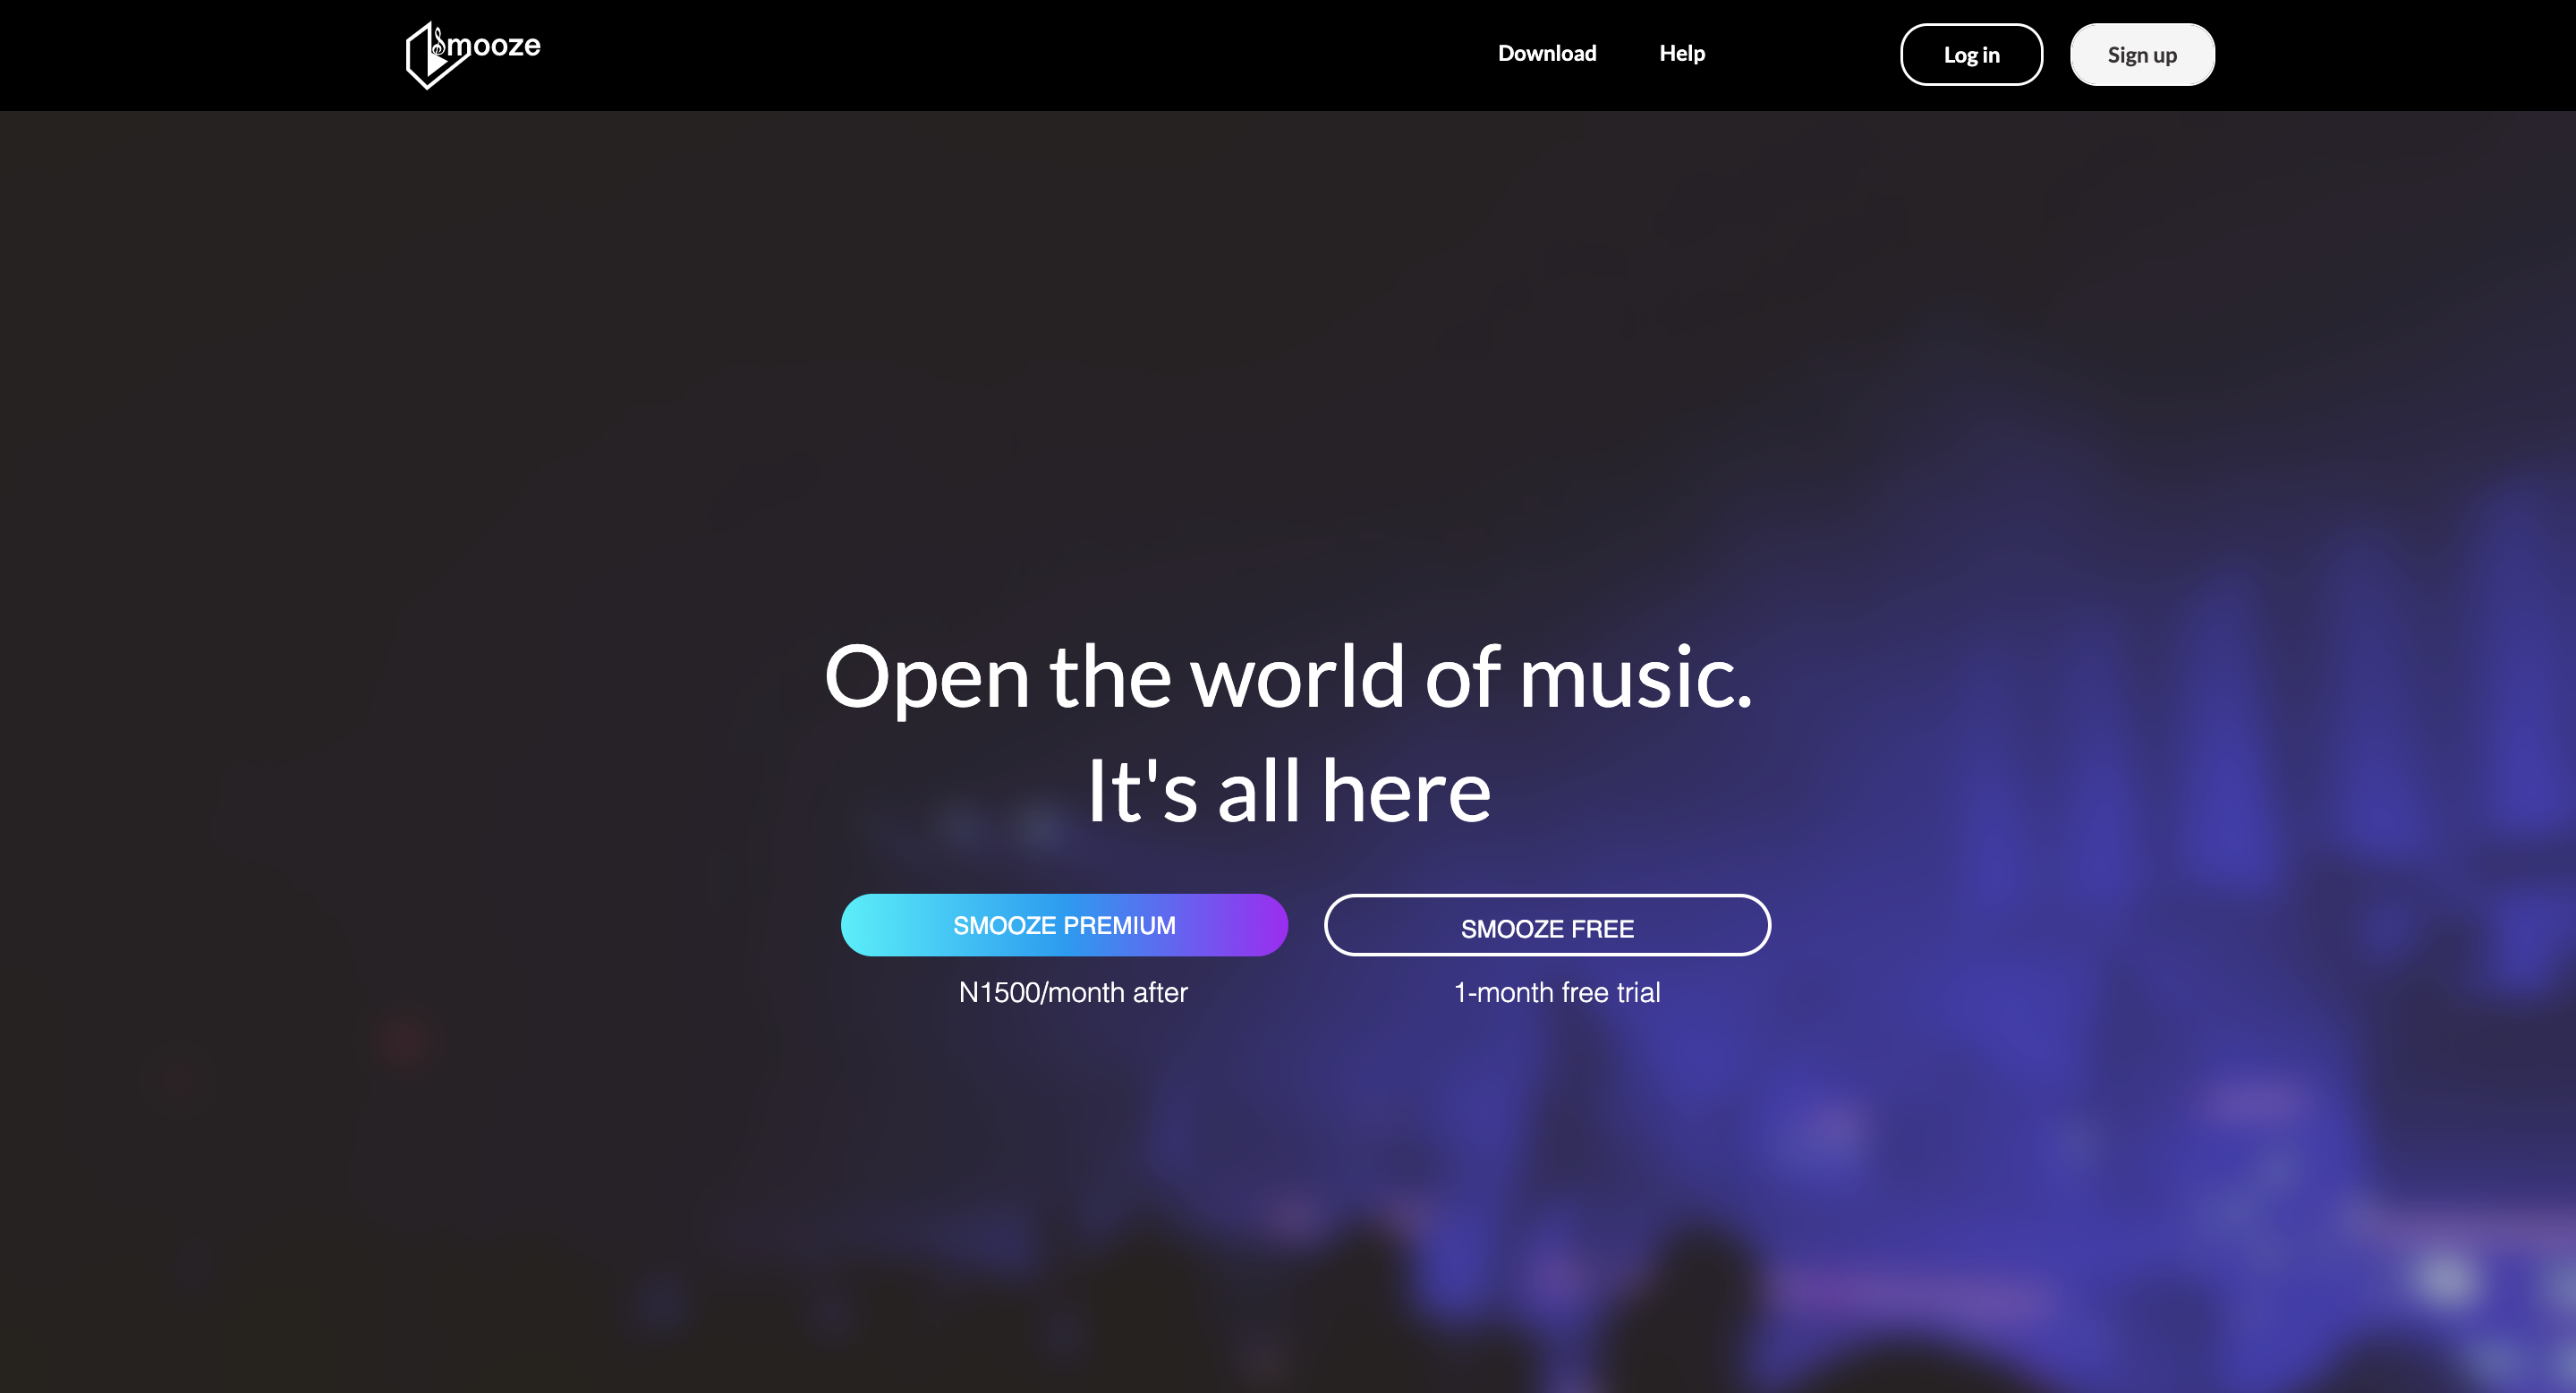 Smooze
Download
Help
Log in
Sign up
Open the world of music.
It's all here
SMOOZE PREMIUM
SMOOZE FREE
N1500/month after
1-month free trial